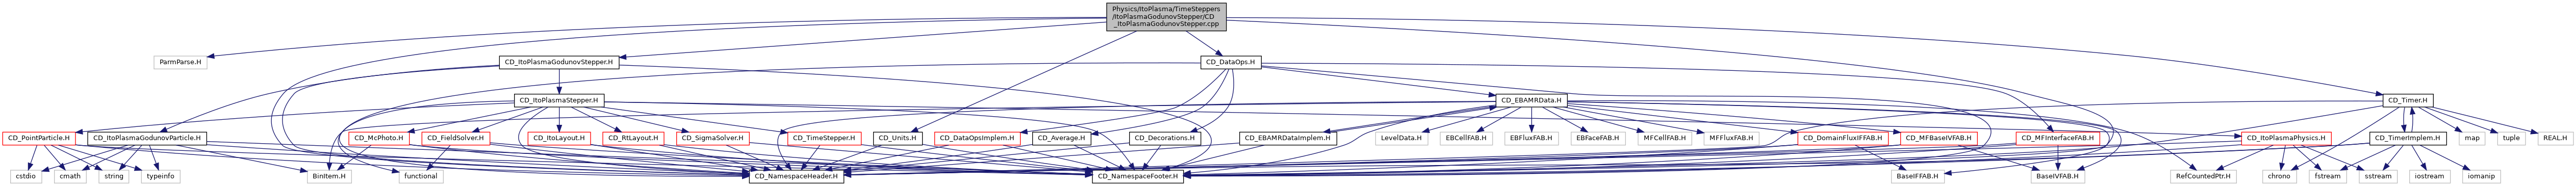 Physics/ItoPlasma/TimeSteppers
/ItoPlasmaGodunovStepper/CD
_ItoPlasmaGodunovStepper.cpp
ParmParse.H
CD_ItoPlasmaGodunovStepper.H
CD_DataOps.H
CD_ItoPlasmaStepper.H
CD_EBAMRData.H
CD_Timer.H
CD_PointParticle.H
CD_ItoPlasmaGodunovParticle.H
CD_McPhoto.H
CD_FieldSolver.H
CD_ItoLayout.H
CD_RtLayout.H
CD_SigmaSolver.H
CD_TimeStepper.H
CD_Units.H
CD_DataOpsImplem.H
CD_Average.H
CD_Decorations.H
CD_EBAMRDataImplem.H
LevelData.H
EBCellFAB.H
EBFluxFAB.H
EBFaceFAB.H
MFCellFAB.H
MFFluxFAB.H
CD_DomainFluxIFFAB.H
CD_MFBaseIVFAB.H
CD_MFInterfaceFAB.H
CD_ItoPlasmaPhysics.H
CD_TimerImplem.H
map
tuple
REAL.H
cstdio
cmath
string
typeinfo
BinItem.H
functional
CD_NamespaceHeader.H
CD_NamespaceFooter.H
BaseIFFAB.H
BaseIVFAB.H
RefCountedPtr.H
chrono
fstream
sstream
iostream
iomanip